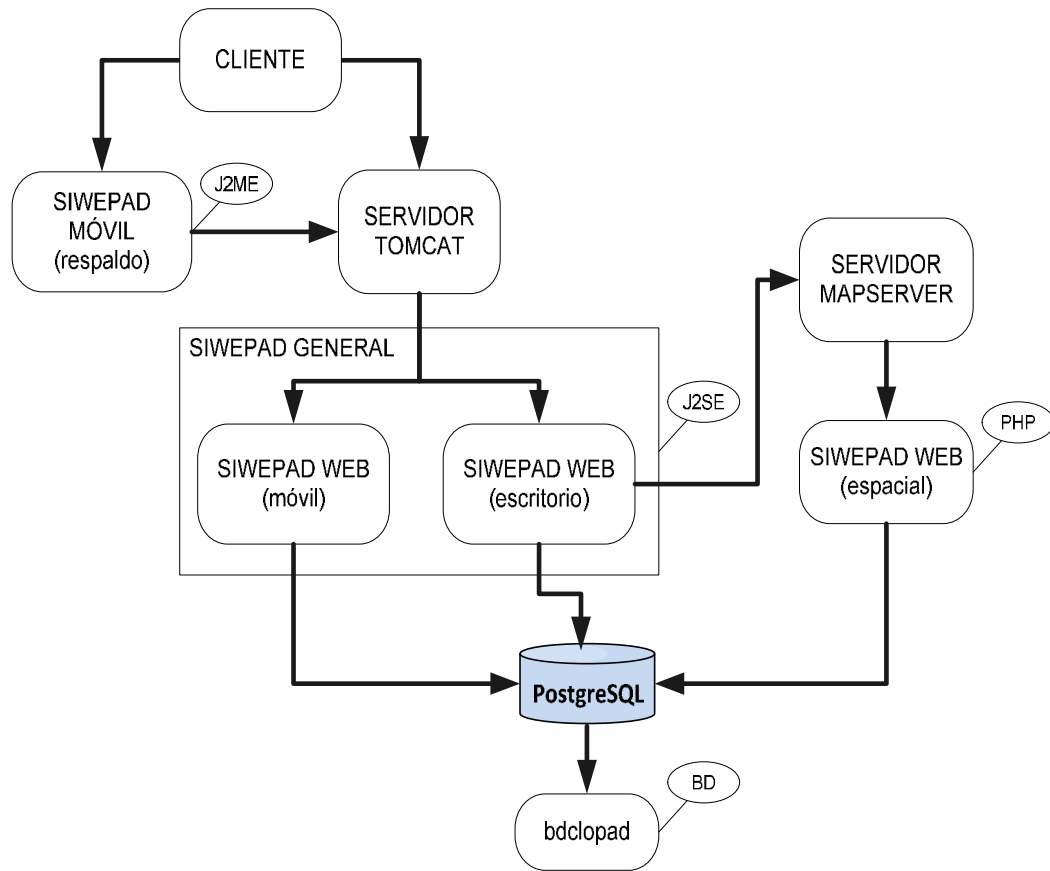 CLIENTE
SIWEPAD
MÓVIL
(respaldo)
J2ME
SERVIDOR
TOMCAT
SERVIDOR
MAPSERVER
SIWEPAD GENERAL
J2SE
PHP
SIWEPAD WEB
(móvil)
SIWEPAD WEB
(escritorio)
SIWEPAD WEB
(espacial)
PostgreSQL
BD
bdclopad